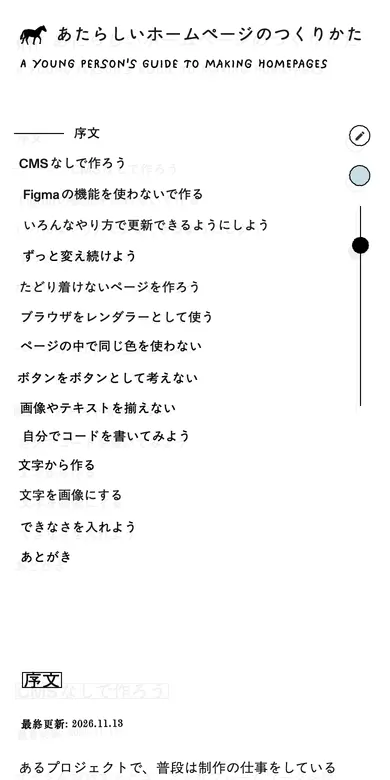 あたらしいホームページのつくりかた
A YOUNG PERSON'S GUIDE TO MAKING HOMEPAGES
序文
CMSなしで作ろう
Figmaの機能を使わないで作る
いろんなやり方で更新できるようにしよう
ずっと変え続けよう
たどり着けないページを作ろう
ブラウザをレンダラーとして使う
ページの中で同じ色を使わない
ボタンをボタンとして考えない
画像やテキストを揃えない
自分でコードを書いてみよう
文字から作る
文字を画像にする
できなさを入れよう
あとがき
序文
CMSなしで作ろう
最終更新: 2026.11.13
あるプロジェクトで、普段は制作の仕事をしている